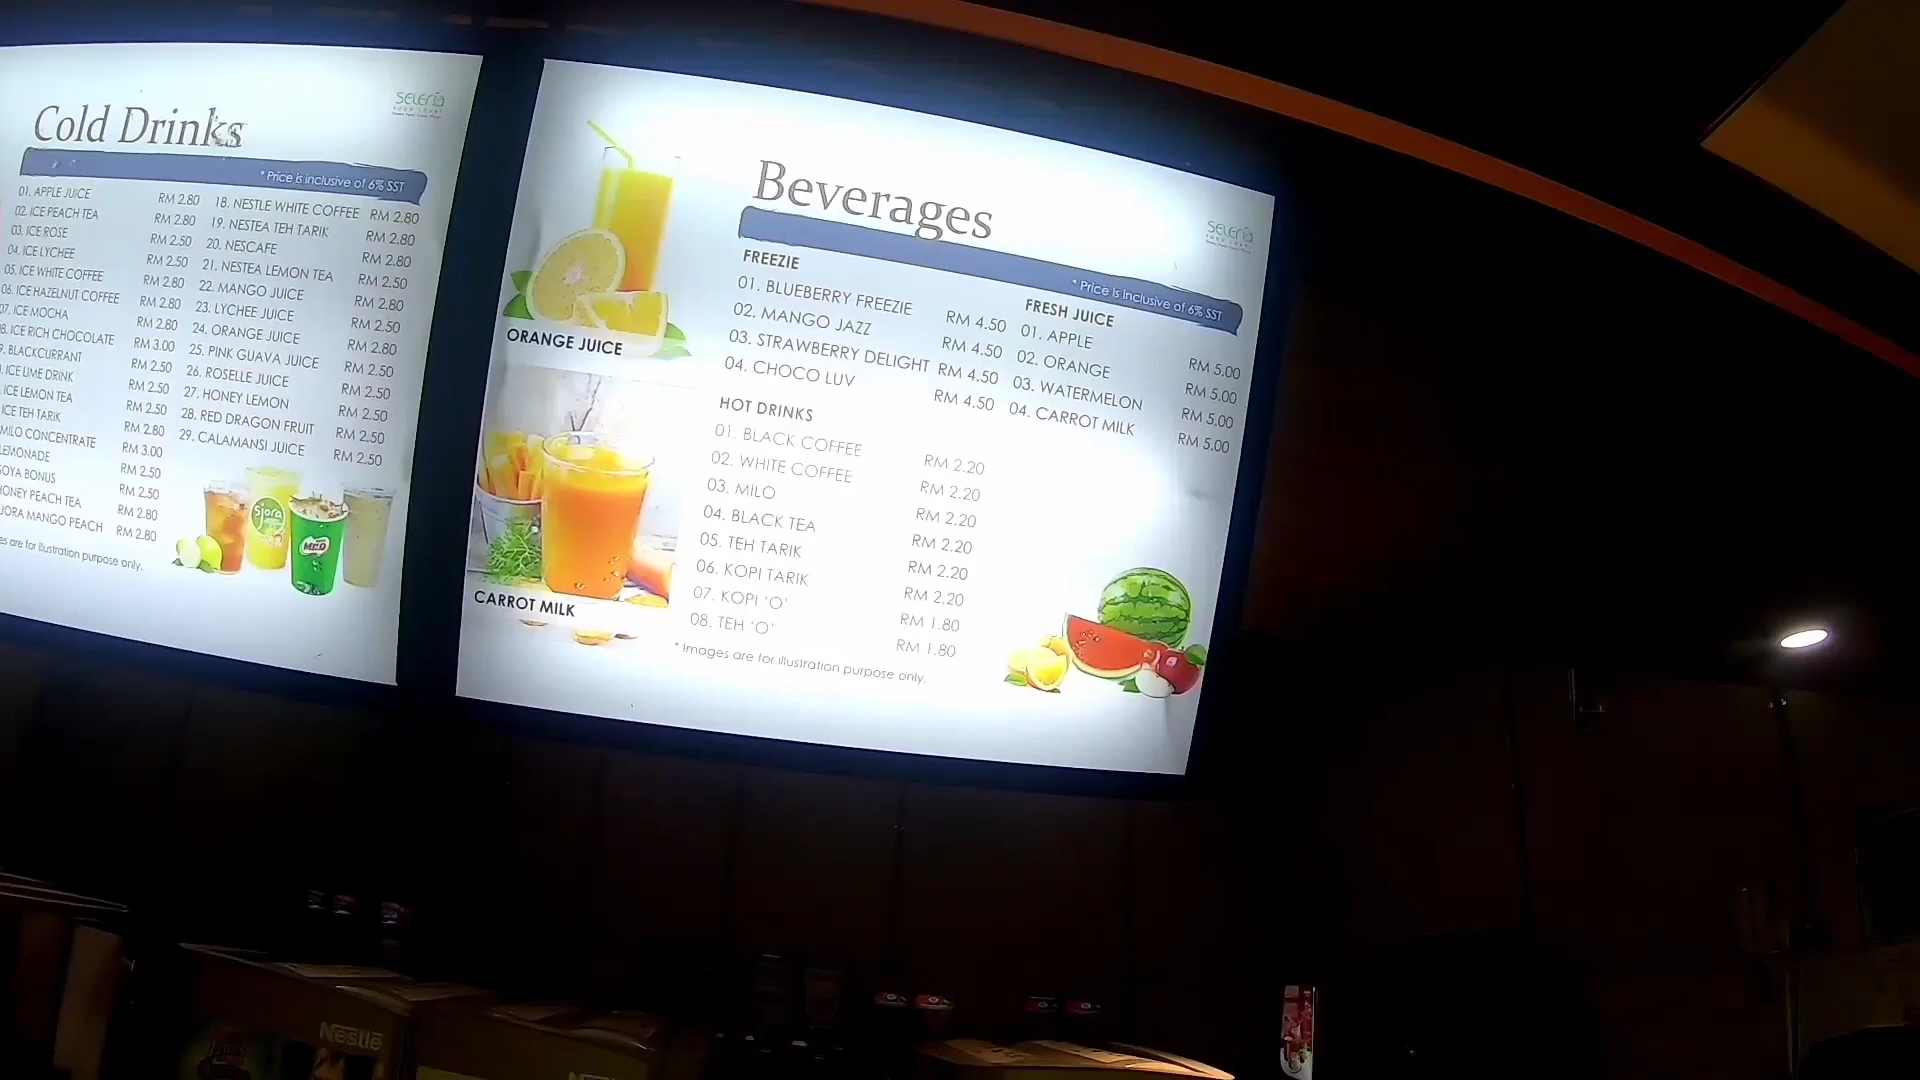 Cold Drinks
SELERIA
FOOD COURT
* Price is inclusive of 6% SST
01. APPLE JUICE RM 2.80
02. ICE PEACH TEA RM 2.80
03. ICE ROSE RM 2.50
04. ICE LYCHEE RM 2.50
05. ICE WHITE COFFEE RM 2.80
06. ICE HAZELNUT COFFEE RM 2.80
07. ICE MOCHA RM 2.80
8. ICE RICH CHOCOLATE RM 3.00
9. BLACKCURRANT RM 2.50
. ICE LIME DRINK RM 2.50
. ICE LEMON TEA RM 2.50
ICE TEH TARIK RM 2.80
MILO CONCENTRATE RM 3.00
LEMONADE RM 2.50
SOYA BONUS RM 2.50
HONEY PEACH TEA RM 2.80
JORA MANGO PEACH RM 2.80
es are for illustration purpose only.
18. NESTLE WHITE COFFEE RM 2.80
19. NESTEA TEH TARIK RM 2.80
20. NESCAFE RM 2.80
21. NESTEA LEMON TEA RM 2.50
22. MANGO JUICE RM 2.80
23. LYCHEE JUICE RM 2.50
24. ORANGE JUICE RM 2.80
25. PINK GUAVA JUICE RM 2.50
26. ROSELLE JUICE RM 2.50
27. HONEY LEMON RM 2.50
28. RED DRAGON FRUIT RM 2.50
29. CALAMANSI JUICE RM 2.50
sjora
MILO
ORANGE JUICE
CARROT MILK
Beverages
SELERIA
* Price is inclusive of 6% SST
FREEZIE
01. BLUEBERRY FREEZIE RM 4.50
02. MANGO JAZZ RM 4.50
03. STRAWBERRY DELIGHT RM 4.50
04. CHOCO LUV RM 4.50
FRESH JUICE
01. APPLE RM 5.00
02. ORANGE RM 5.00
03. WATERMELON RM 5.00
04. CARROT MILK RM 5.00
HOT DRINKS
01. BLACK COFFEE RM 2.20
02. WHITE COFFEE RM 2.20
03. MILO RM 2.20
04. BLACK TEA RM 2.20
05. TEH TARIK RM 2.20
06. KOPI TARIK RM 2.20
07. KOPI ‘O’ RM 1.80
08. TEH ‘O’ RM 1.80
* Images are for illustration purpose only.
Nestlé